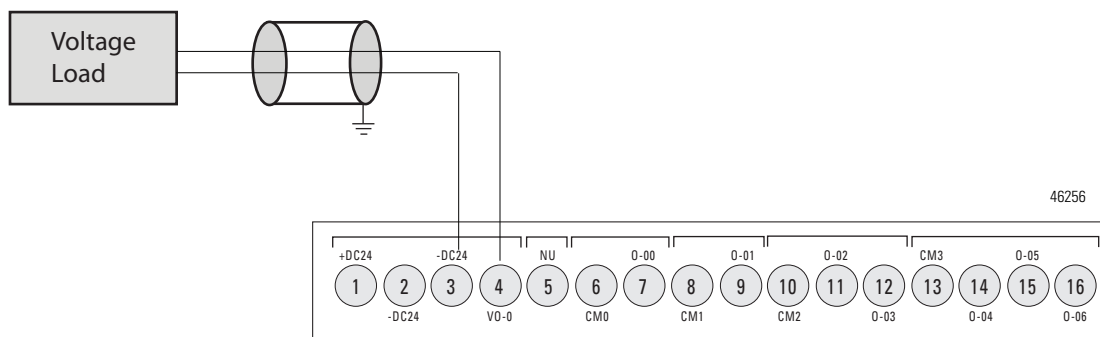 Voltage
Load
46256
+DC24 -DC24 NU O-00 O-01 O-02 CM3 O-05
1 2 3 4 5 6 7 8 9 10 11 12 13 14 15 16
-DC24 VO-0 CM0 CM1 CM2 O-03 O-04 O-06